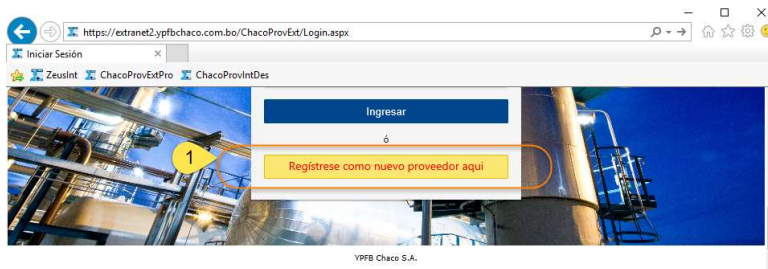 https://extranet2.ypfbchaco.com.bo/ChacoProvExt/Login.aspx
Iniciar Sesión
ZeusInt ChacoProvExtPro ChacoProvIntDes
Ingresar
ó
1
Regístrese como nuevo proveedor aqui
YPFB Chaco S.A.